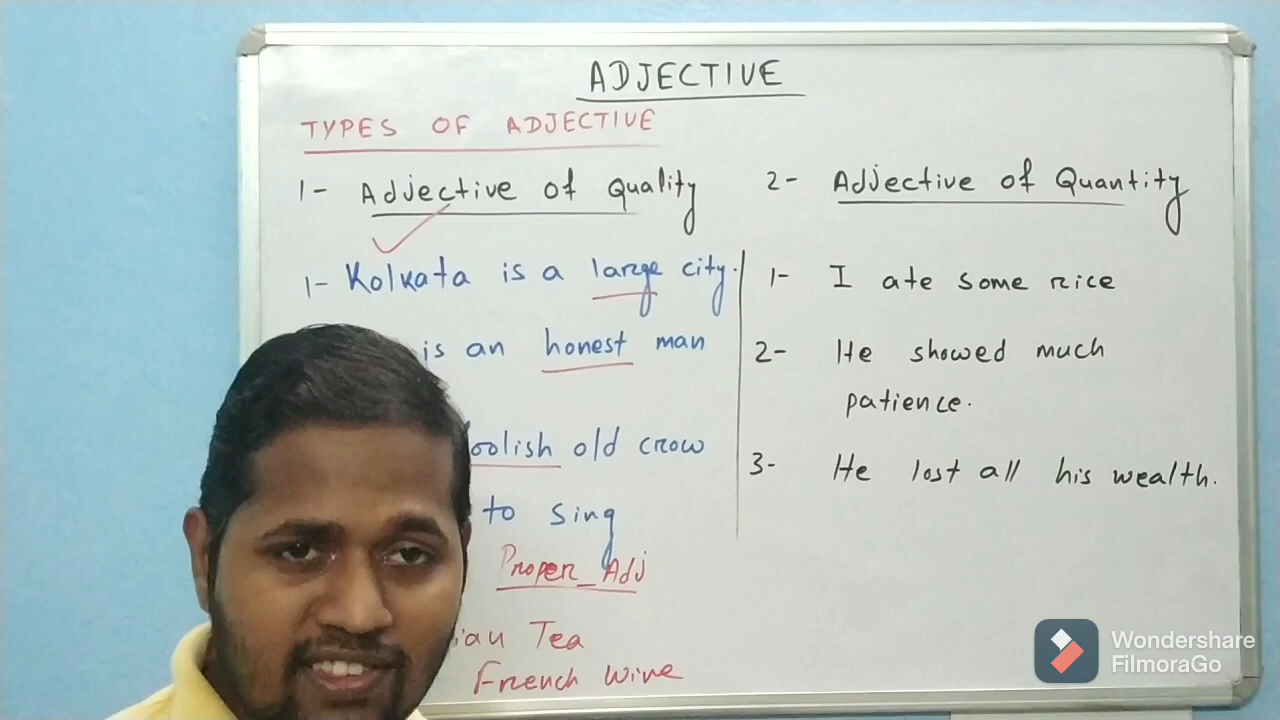 ADJECTIVE
TYPES OF ADJECTIVE
1- Adjective of Quality
1- Kolkata is a large city.
is an honest man
oolish old crow
to sing
Proper Adj
ian Tea
French wine
2- Adjective of Quantity
1- I ate some rice
2- He showed much
patience.
3- He lost all his wealth.
Wondershare
FilmoraGo